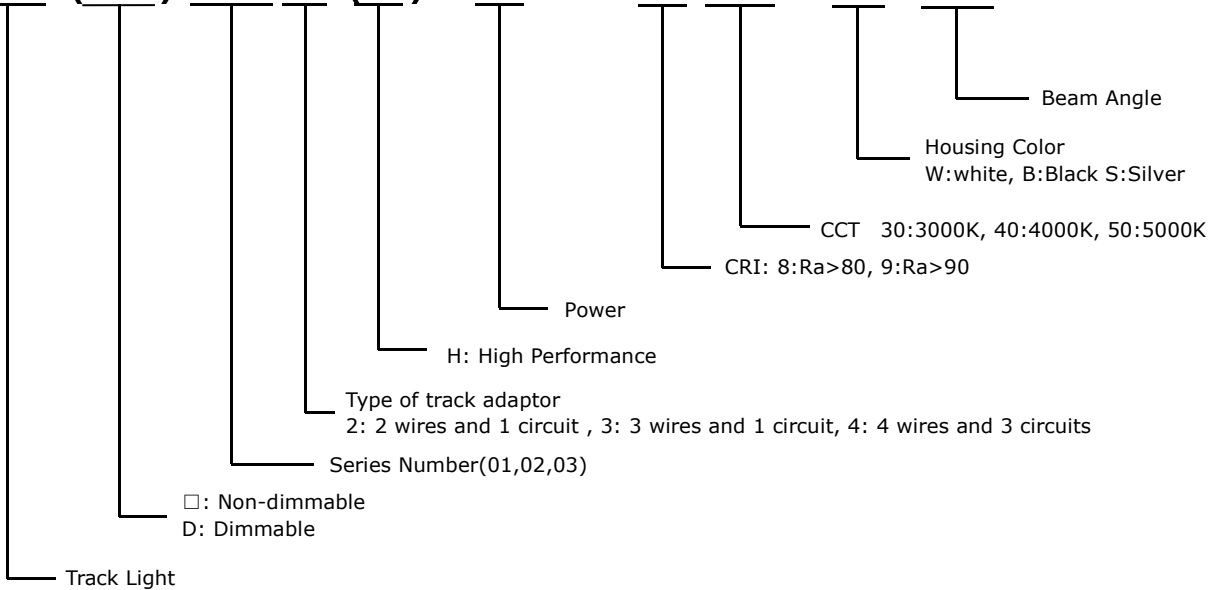 Beam Angle
Housing Color
W:white, B:Black S:Silver
CCT 30:3000K, 40:4000K, 50:5000K
CRI: 8:Ra>80, 9:Ra>90
Power
H: High Performance
Type of track adaptor
2: 2 wires and 1 circuit , 3: 3 wires and 1 circuit, 4: 4 wires and 3 circuits
Series Number(01,02,03)
□: Non-dimmable
D: Dimmable
Track Light